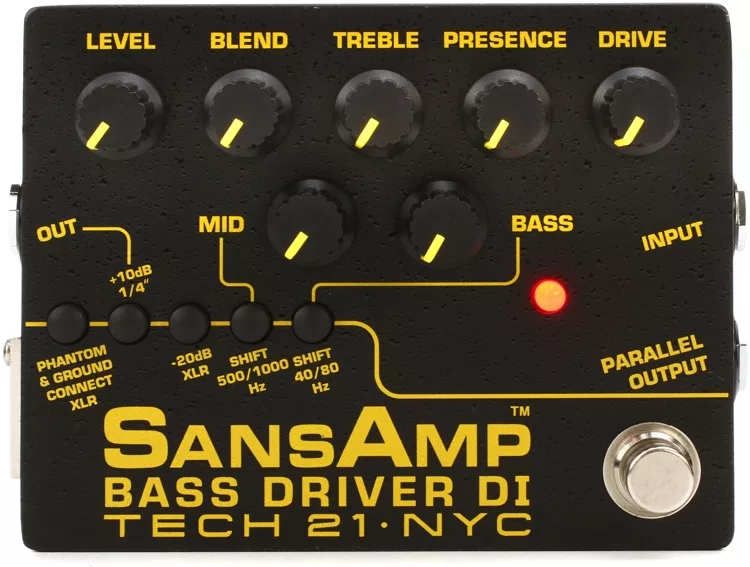 LEVEL BLEND TREBLE PRESENCE DRIVE
MID BASS
OUT
INPUT
+10dB
1/4"
PHANTOM
& GROUND
CONNECT
XLR
-20dB
XLR
SHIFT
500/1000
Hz
SHIFT
40/80
Hz
PARALLEL
OUTPUT
SANSAMP™
BASS DRIVER DI
TECH 21·NYC